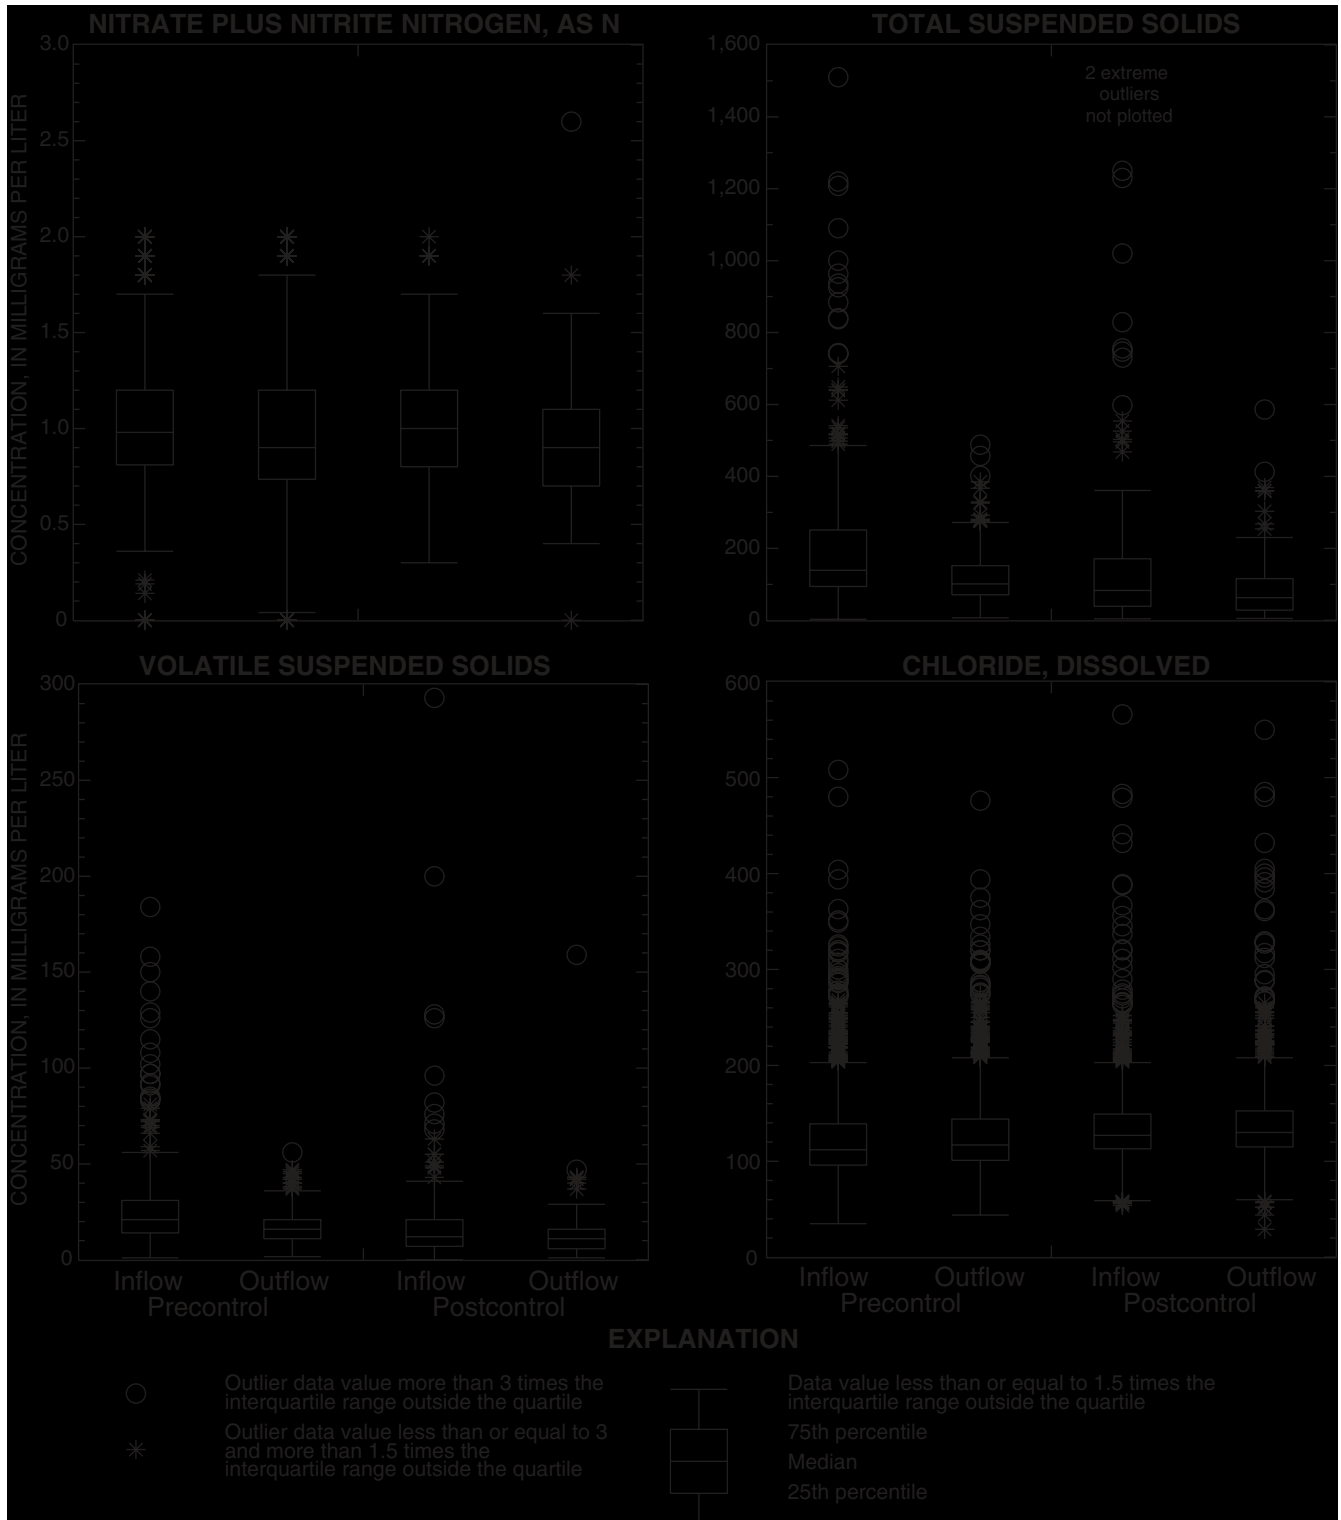 NITRATE PLUS NITRITE NITROGEN, AS N
CONCENTRATION, IN MILLIGRAMS PER LITER
3.0
2.5
2.0
1.5
1.0
0.5
0
TOTAL SUSPENDED SOLIDS
1,600
1,400
1,200
1,000
800
600
400
200
0
2 extreme
outliers
not plotted
VOLATILE SUSPENDED SOLIDS
CONCENTRATION, IN MILLIGRAMS PER LITER
300
250
200
150
100
50
0
Inflow Outflow Inflow Outflow
Precontrol Postcontrol
CHLORIDE, DISSOLVED
600
500
400
300
200
100
0
Inflow Outflow Inflow Outflow
Precontrol Postcontrol
EXPLANATION
Outlier data value more than 3 times the
interquartile range outside the quartile
Outlier data value less than or equal to 3
and more than 1.5 times the
interquartile range outside the quartile
Data value less than or equal to 1.5 times the
interquartile range outside the quartile
75th percentile
Median
25th percentile